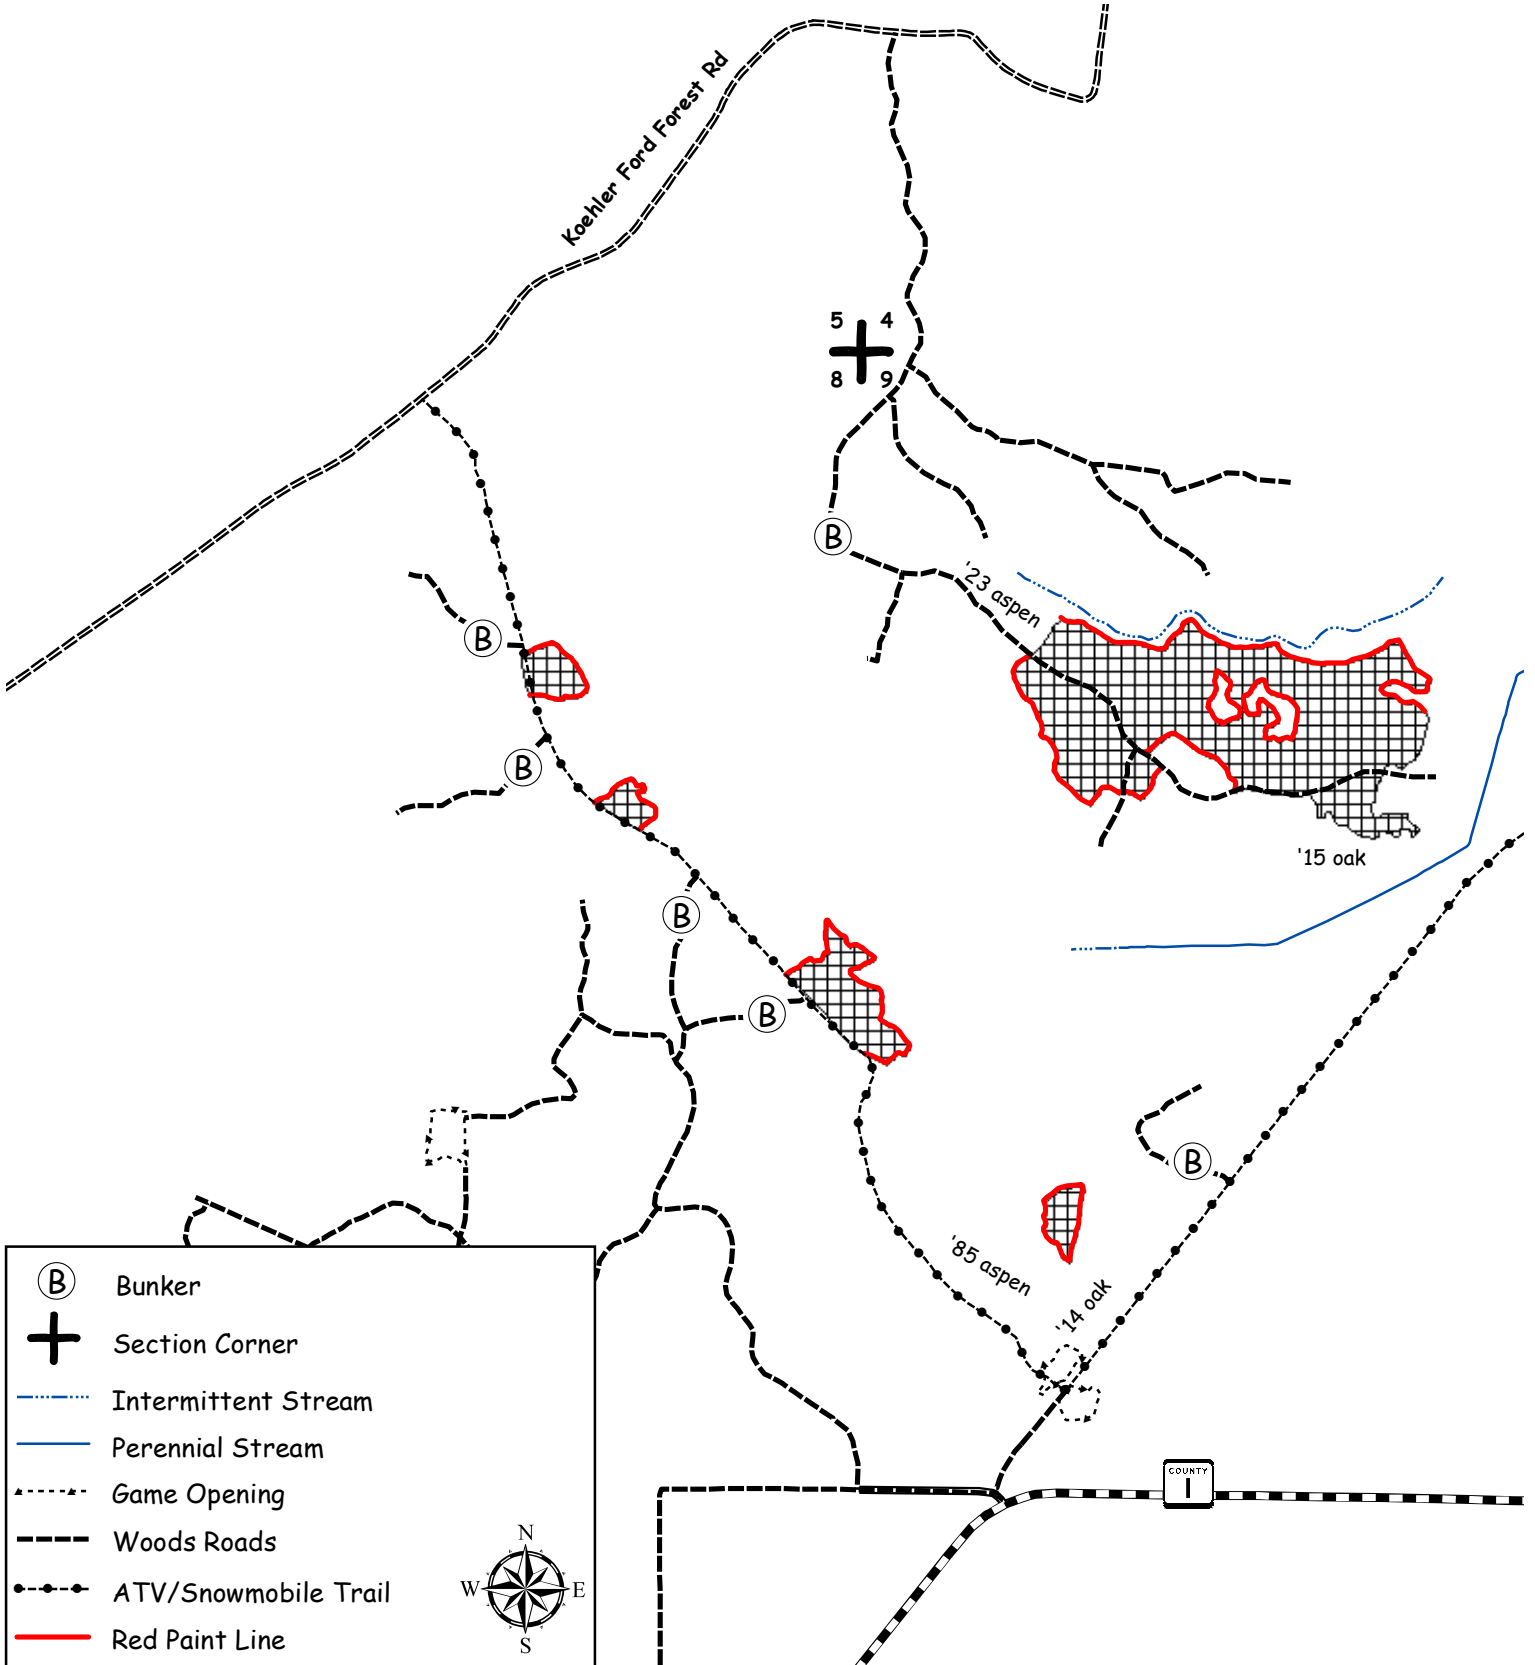 Koehler Ford Forest Rd
5 4
8 9
B
'23 aspen
B
B
'15 oak
B
B
B
'85 aspen
'14 oak
B Bunker
Section Corner
Intermittent Stream
Perennial Stream
Game Opening
Woods Roads
ATV/Snowmobile Trail
Red Paint Line
N
W E
S
COUNTY
I